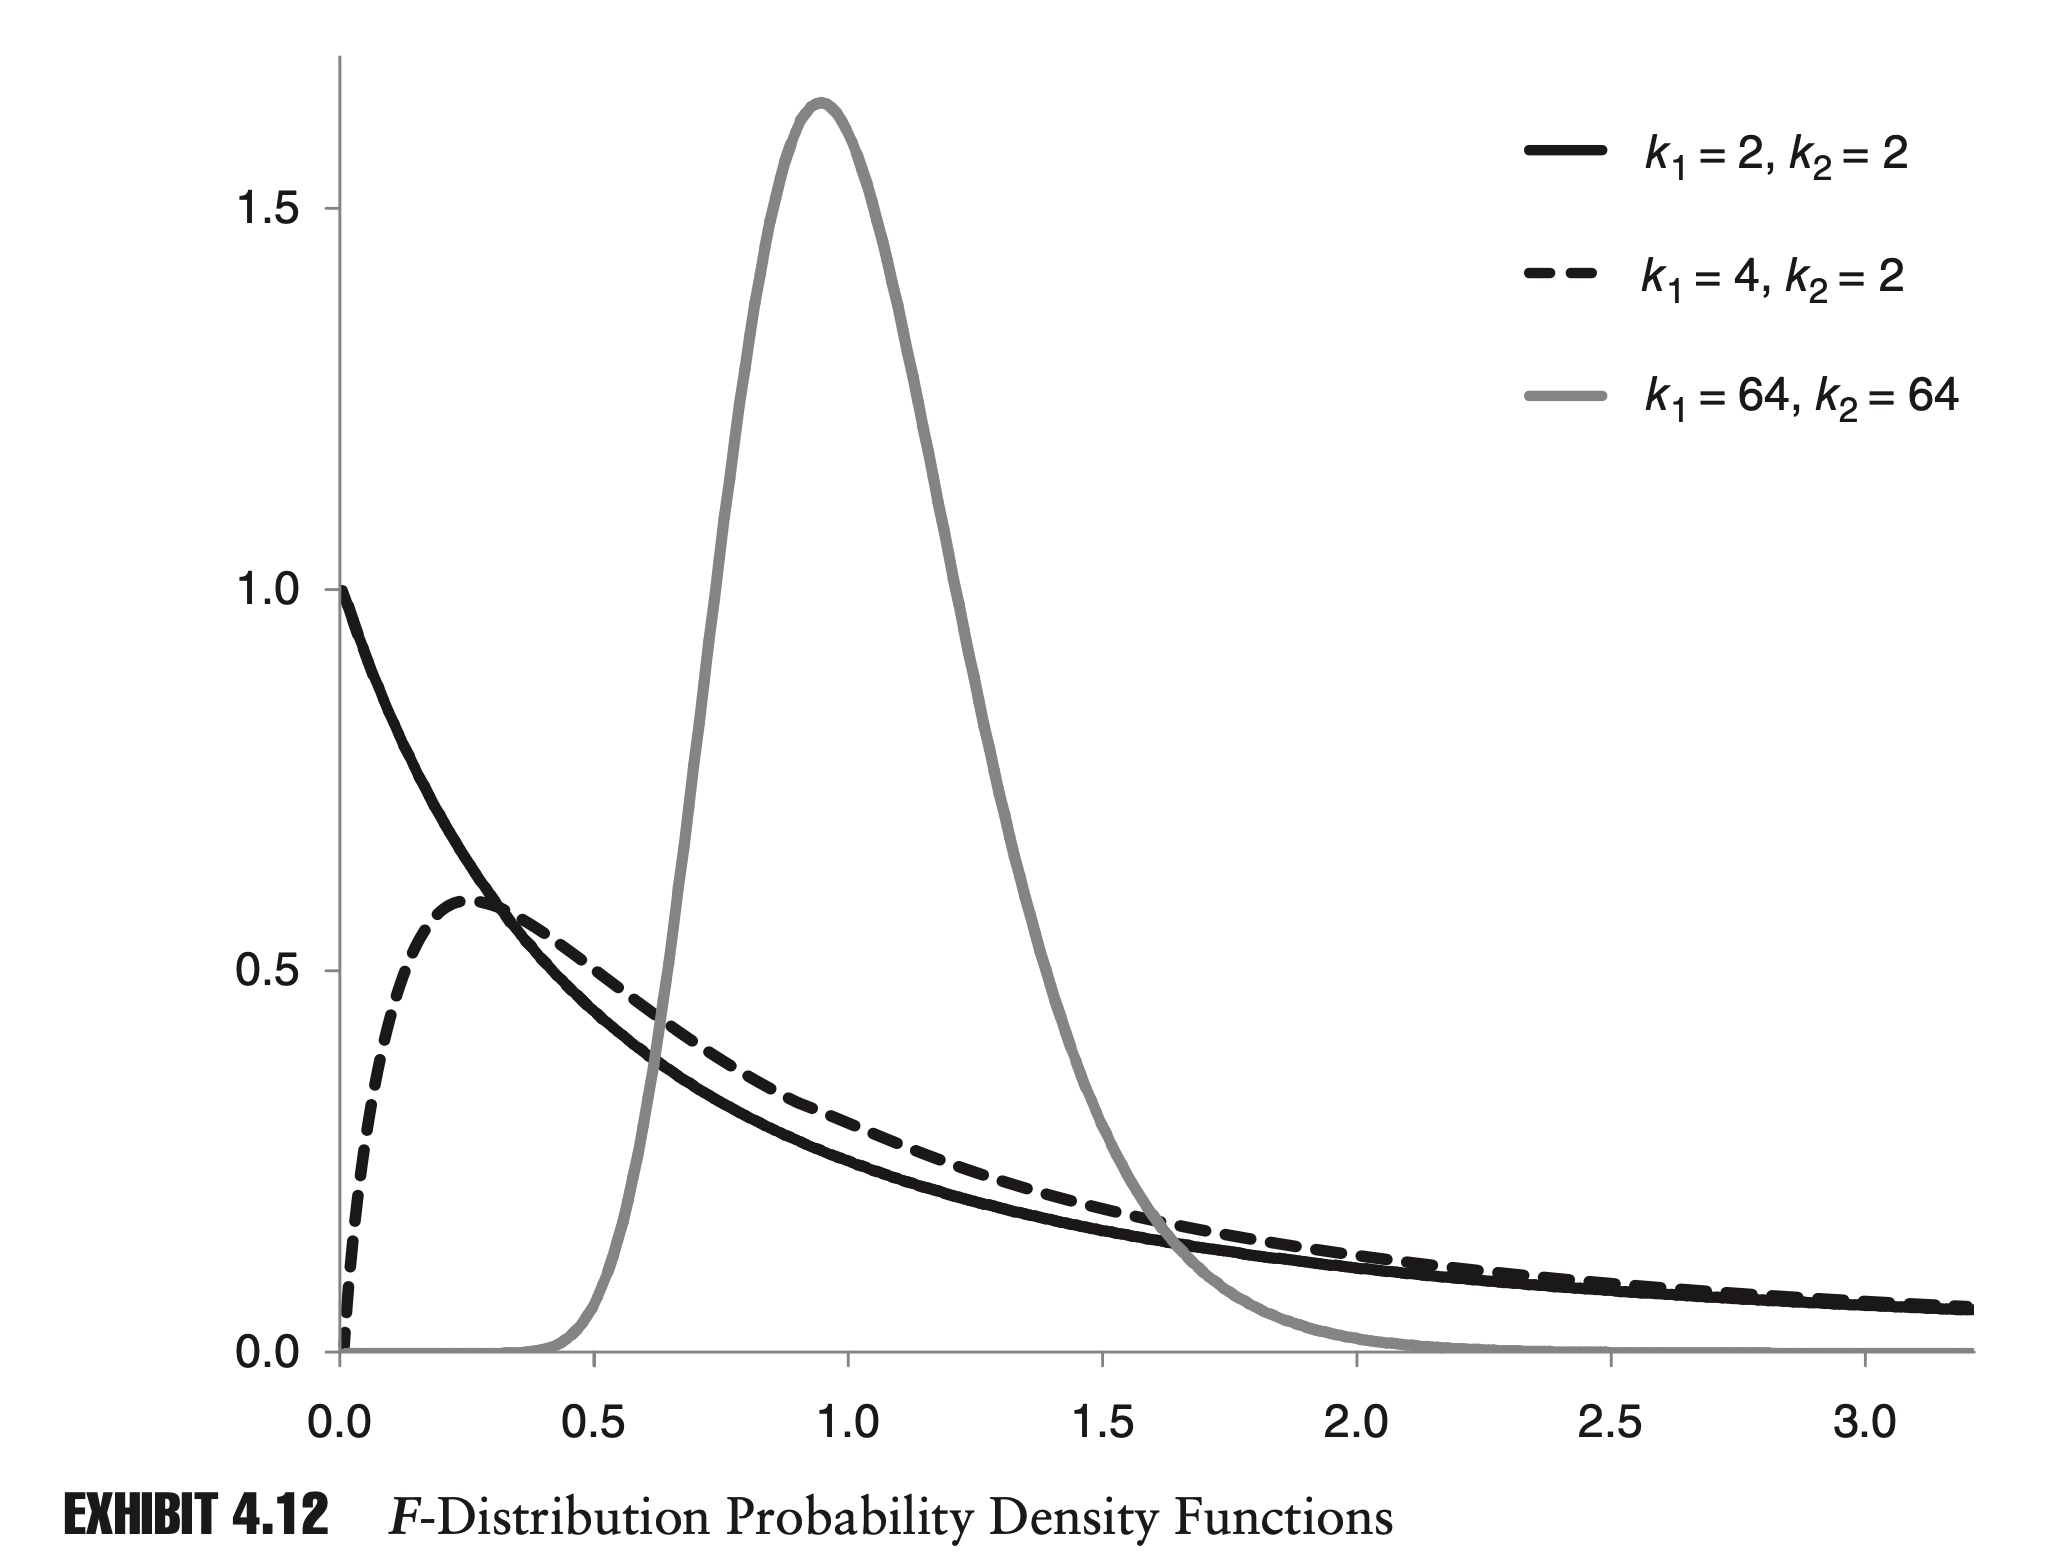 1.5
1.0
0.5
0.0
0.0 0.5 1.0 1.5 2.0 2.5 3.0
k₁ = 2, k₂ = 2
k₁ = 4, k₂ = 2
k₁ = 64, k₂ = 64
EXHIBIT 4.12 F-Distribution Probability Density Functions